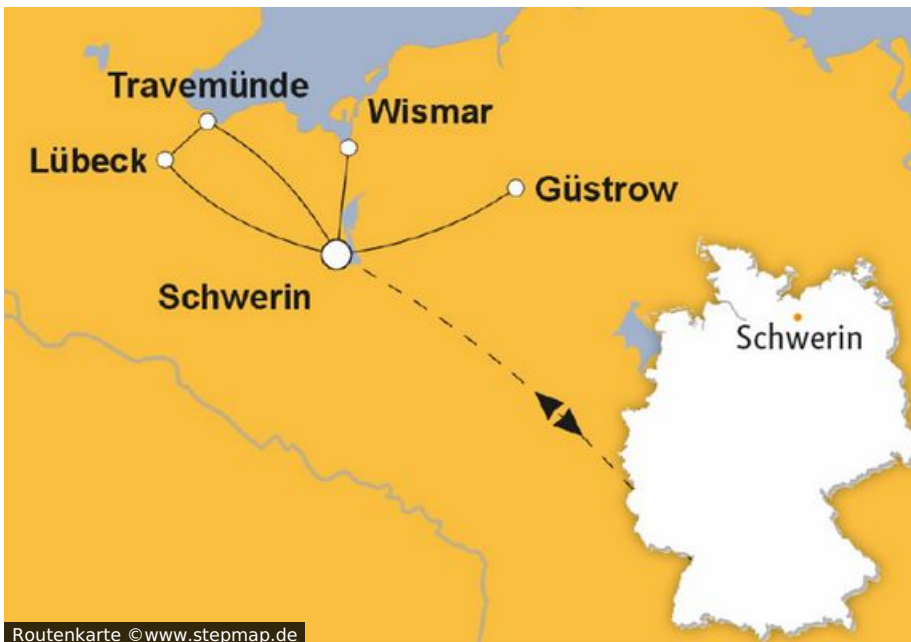 Travemünde
Wismar
Lübeck
Güstrow
Schwerin
Schwerin
Routenkarte ©www.stepmap.de